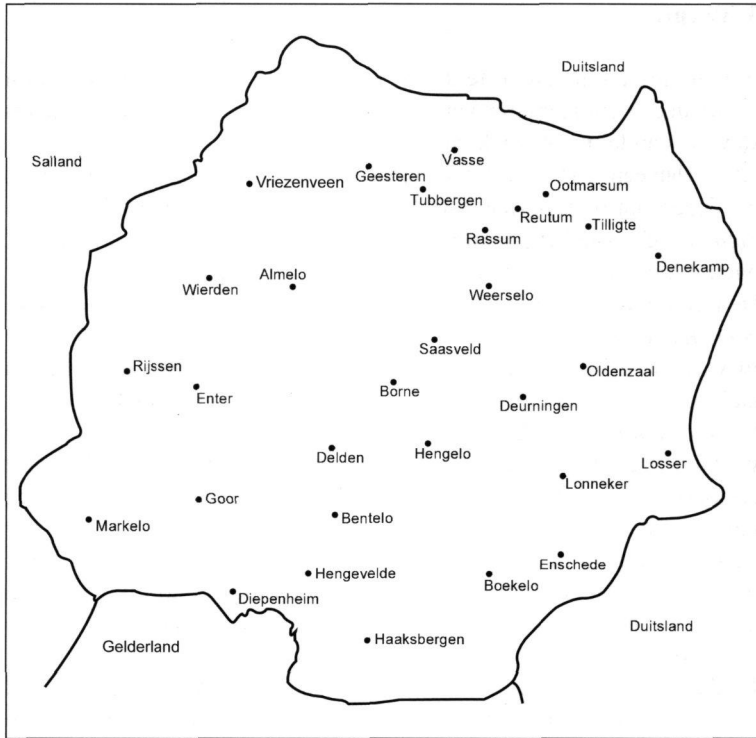 Duitsland
Vasse
Salland
Geesteren
Vriezenveen
Tubbergen
Ootmarsum
Reutum
Tilligte
Rassum
Denekamp
Almelo
Wierden
Weerselo
Saasveld
Rijssen
Oldenzaal
Enter
Borne
Deurningen
Delden
Hengelo
Losser
Lonneker
Goor
Bentelo
Markelo
Enschede
Hengevelde
Boekelo
Diepenheim
Duitsland
Gelderland
Haaksbergen